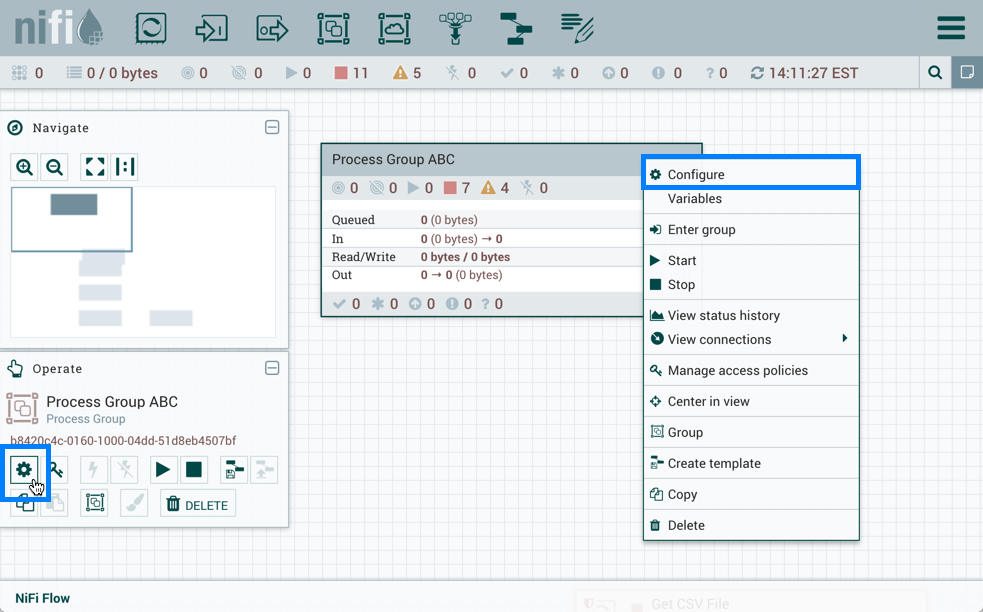 nifi
0 0 / 0 bytes 0 0 0 11 5 0 0 0 0 0 ? 0 14:11:27 EST
Navigate
Operate
Process Group ABC
Process Group
b8420c4c-0160-1000-04dd-51d8eb4507bf
DELETE
Process Group ABC
0 0 0 7 4 0
Queued 0 (0 bytes)
In 0 (0 bytes) → 0
Read/Write 0 bytes / 0 bytes
Out 0 → 0 (0 bytes)
0 0 0 0 ? 0
Configure
Variables
Enter group
Start
Stop
View status history
View connections
Manage access policies
Center in view
Group
Create template
Copy
Delete
NiFi Flow
Get CSV File